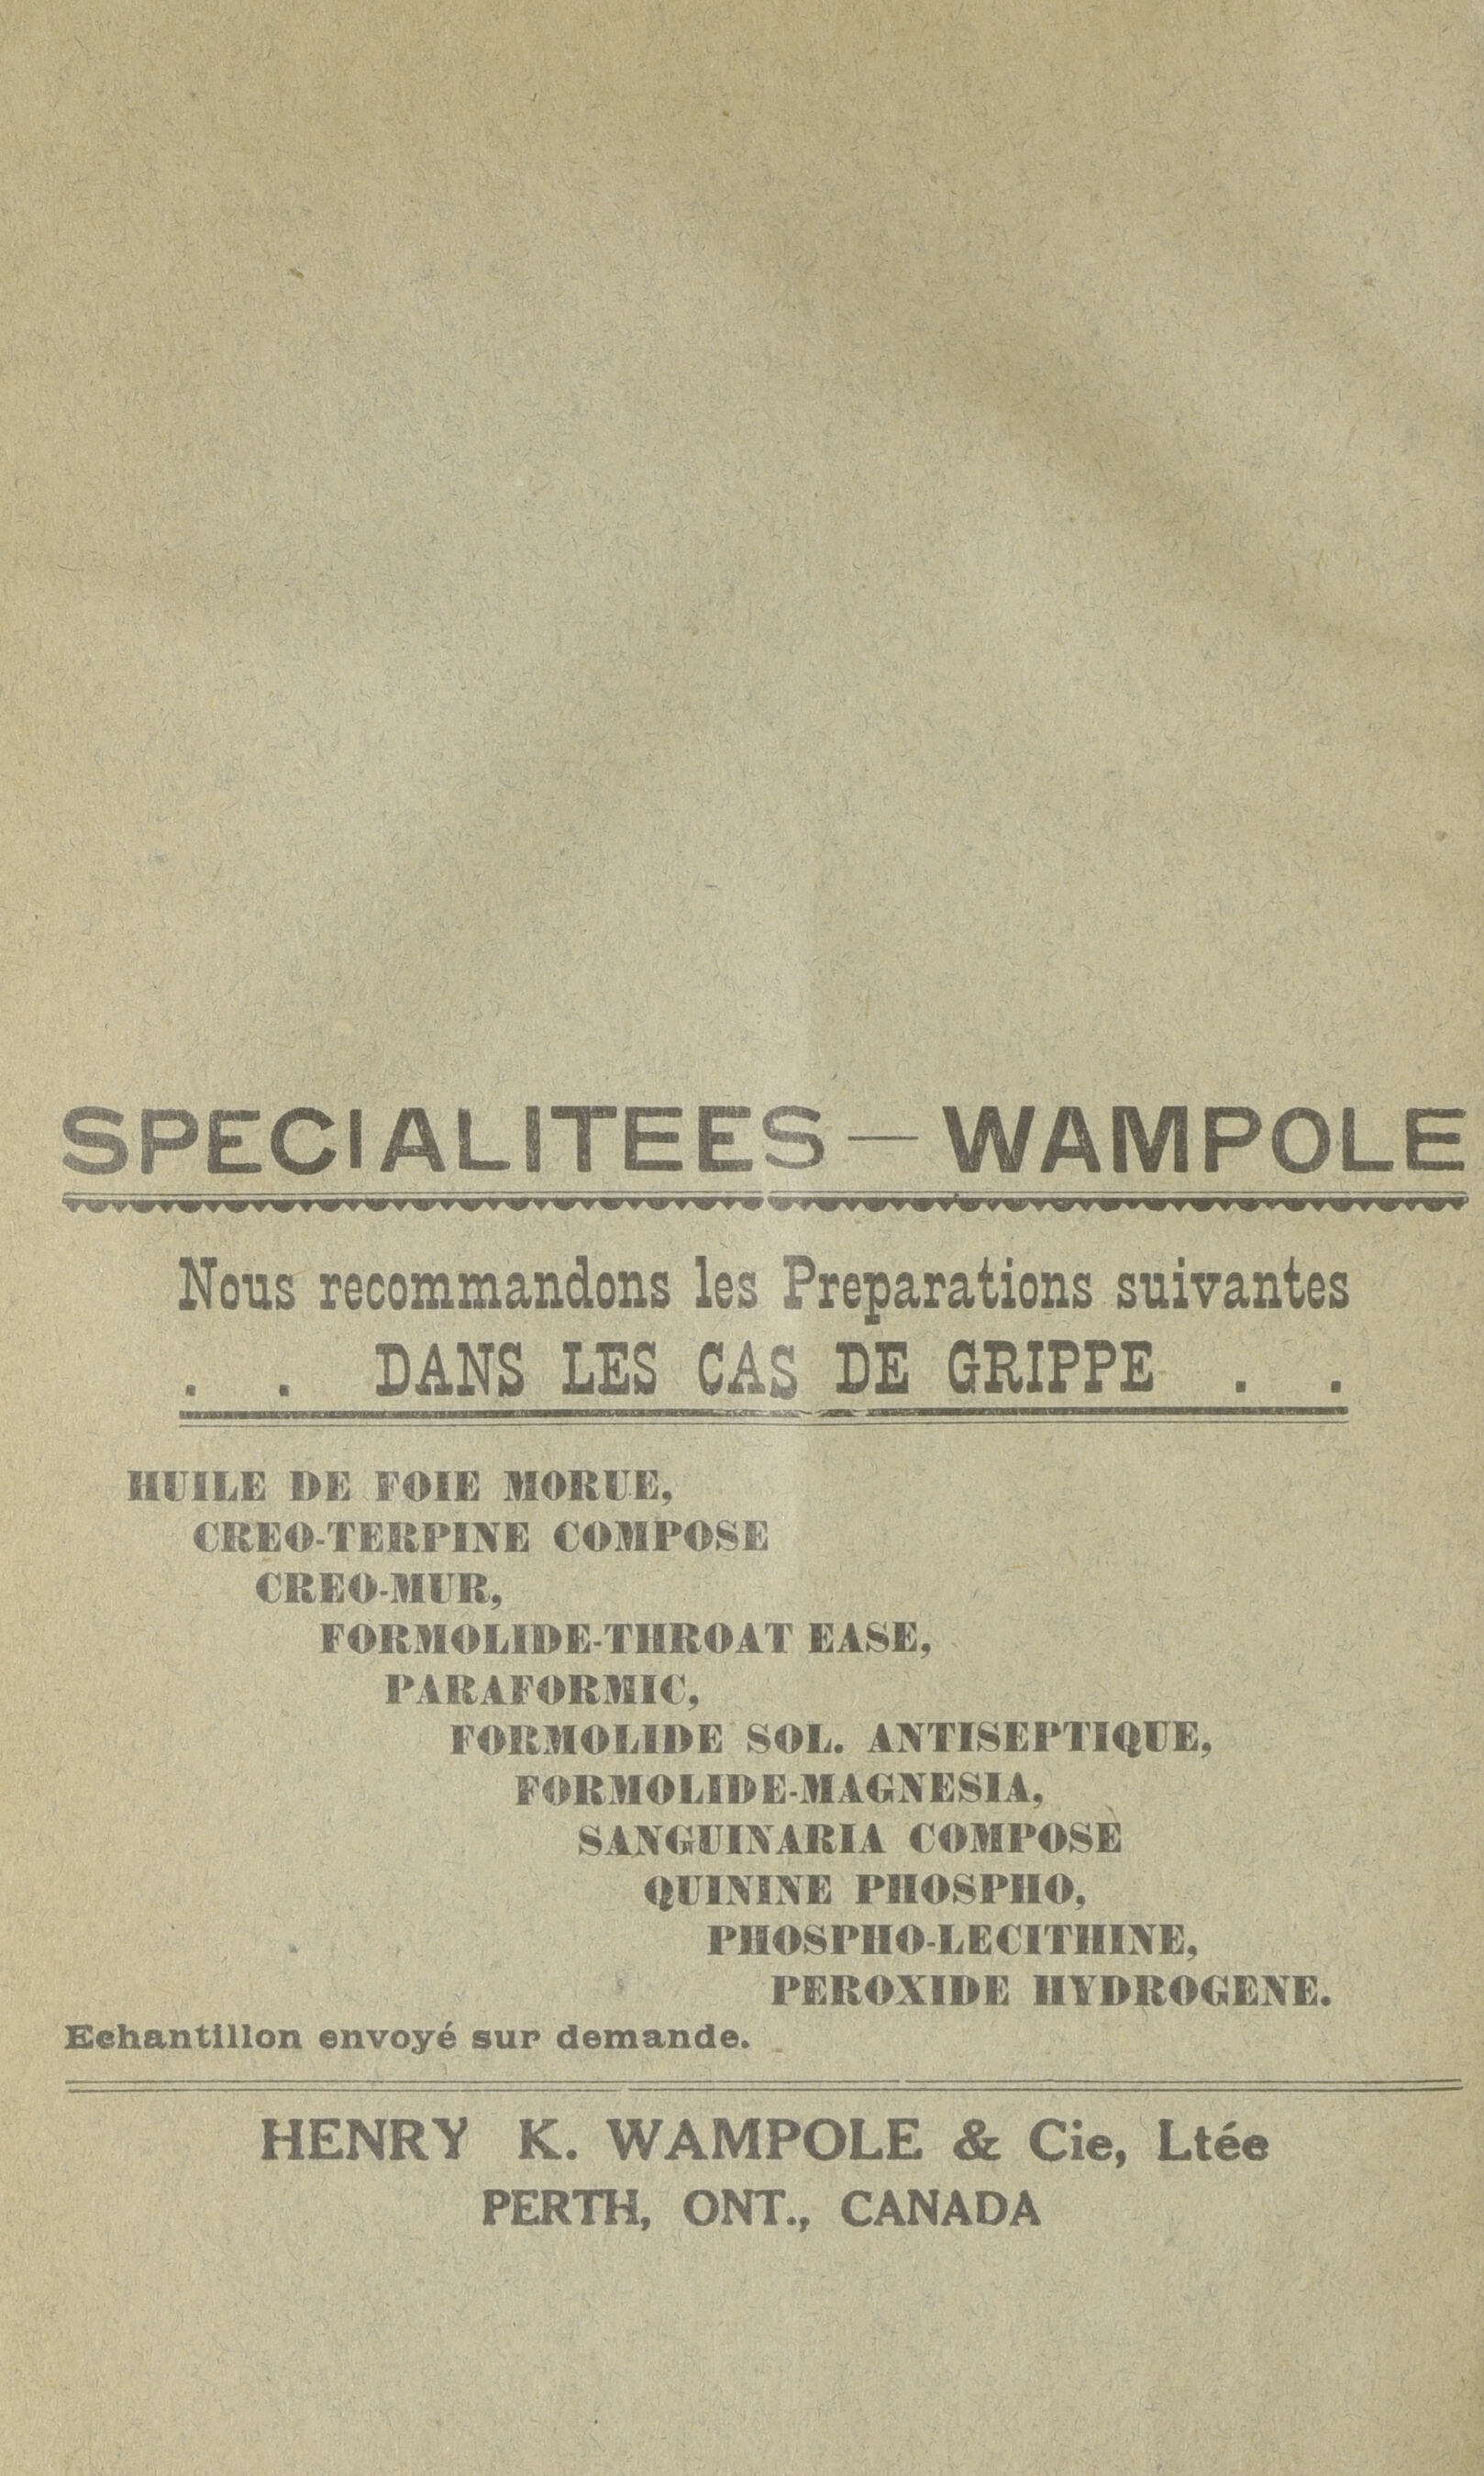 SPECIALITEES — WAMPOLE
Nous recommandons les Preparations suivantes
. . DANS LES CAS DE GRIPPE . .
HUILE DE FOIE MORUE,
CREO-TERPINE COMPOSE
CREO-MUR,
FORMOLIDE-THROAT EASE,
PARAFORMIC,
FORMOLIDE SOL. ANTISEPTIQUE,
FORMOLIDE-MAGNESIA,
SANGUINARIA COMPOSÈ
QUININE PHOSPHO,
PHOSPHO-LECITHINE,
PEROXIDE HYDROGENE.
Echantillon envoyé sur demande.
HENRY K. WAMPOLE & Cie, Ltée
PERTH, ONT., CANADA